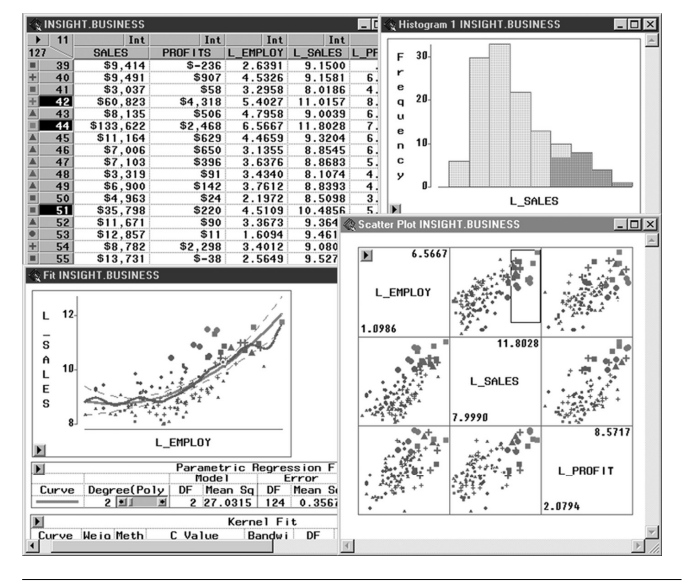 INSIGHT.BUSINESS
11 Int Int Int Int
127 SALES PROFITS L_EMPLOY L_SALES
39 $9,414 $-236 2.6391 9.1500
40 $9,491 $907 4.5326 9.1581 6.
41 $3,037 $58 3.2958 8.0186 4.
42 $60,823 $4,318 5.4027 11.0157 8.
43 $8,135 $506 4.7958 9.0039 6.
44 $133,622 $2,468 6.5667 11.8028 7.
45 $11,164 $629 4.4659 9.3204 6.
46 $7,006 $650 3.1355 8.8545 6.
47 $7,103 $396 3.6376 8.8683 5.
48 $3,319 $91 3.4340 8.1074 4.
49 $6,900 $142 3.7612 8.8393 4.
50 $4,963 $24 2.1972 8.5098 3.
51 $35,798 $220 4.5109 10.4856 5.
52 $11,671 $90 3.3673 9.364
53 $12,857 $11 1.6094 9.461
54 $8,782 $2,298 3.4012 9.080
55 $13,731 $-38 2.5649 9.527
Histogram 1 INSIGHT.BUSINESS
Frequency
30
20
10
0
L_SALES
Fit INSIGHT.BUSINESS
L_SALES
12
10
8
L_EMPLOY
Parametric Regression F
Model Error
Curve Degree(Poly DF Mean Sq DF Mean S
2 2 27.0315 124 0.356
Kernel Fit
Curve Weig Meth C Value Bandwi DF
Scatter Plot INSIGHT.BUSINESS
6.5667
L_EMPLOY
1.0986
11.8028
L_SALES
7.9990
8.5717
L_PROFIT
2.0794